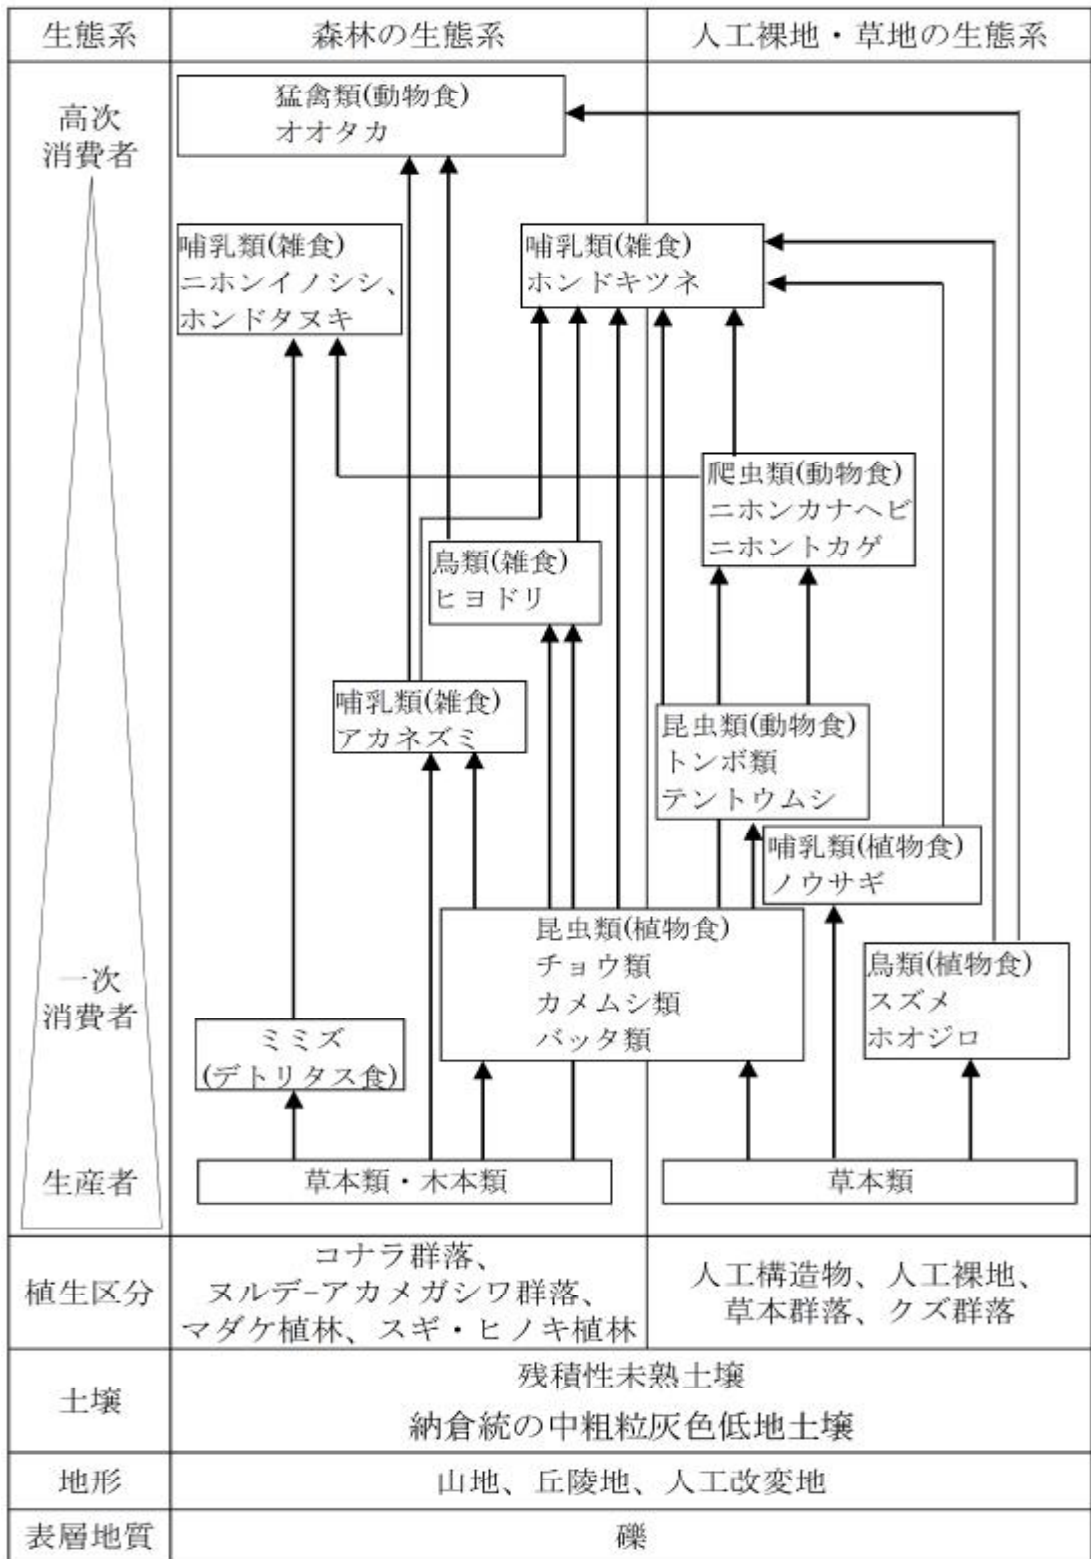 生態系
森林の生態系
人工裸地・草地の生態系
高次
消費者
猛禽類(動物食)
オオタカ
哺乳類(雑食)
ニホンイノシシ、
ホンドタヌキ
哺乳類(雑食)
ホンドキツネ
爬虫類(動物食)
ニホンカナヘビ
ニホントカゲ
鳥類(雑食)
ヒヨドリ
哺乳類(雑食)
アカネズミ
昆虫類(動物食)
トンボ類
テントウムシ
哺乳類(植物食)
ノウサギ
昆虫類(植物食)
チョウ類
カメムシ類
バッタ類
鳥類(植物食)
スズメ
ホオジロ
一次
消費者
ミミズ
(デトリタス食)
生産者
草本類・木本類
草本類
植生区分
コナラ群落、
ヌルデ-アカメガシワ群落、
マダケ植林、スギ・ヒノキ植林
人工構造物、人工裸地、
草本群落、クズ群落
土壌
残積性未熟土壌
納倉統の中粗粒灰色低地土壌
地形
山地、丘陵地、人工改変地
表層地質
礫